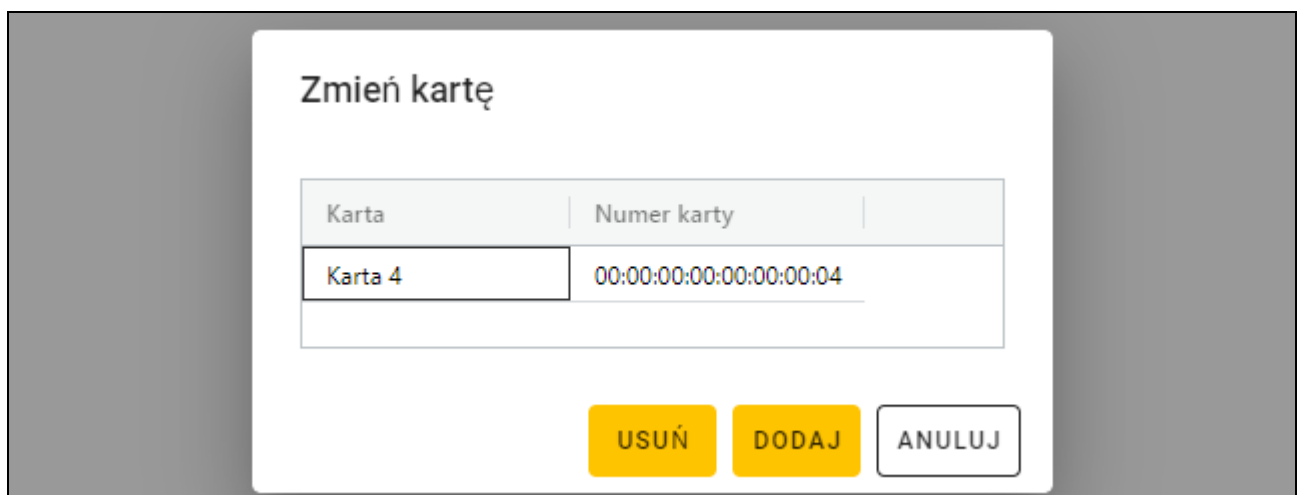 Zmień kartę
Karta Numer karty
Karta 4 00:00:00:00:00:00:00:04
USUŃ DODAJ ANULUJ